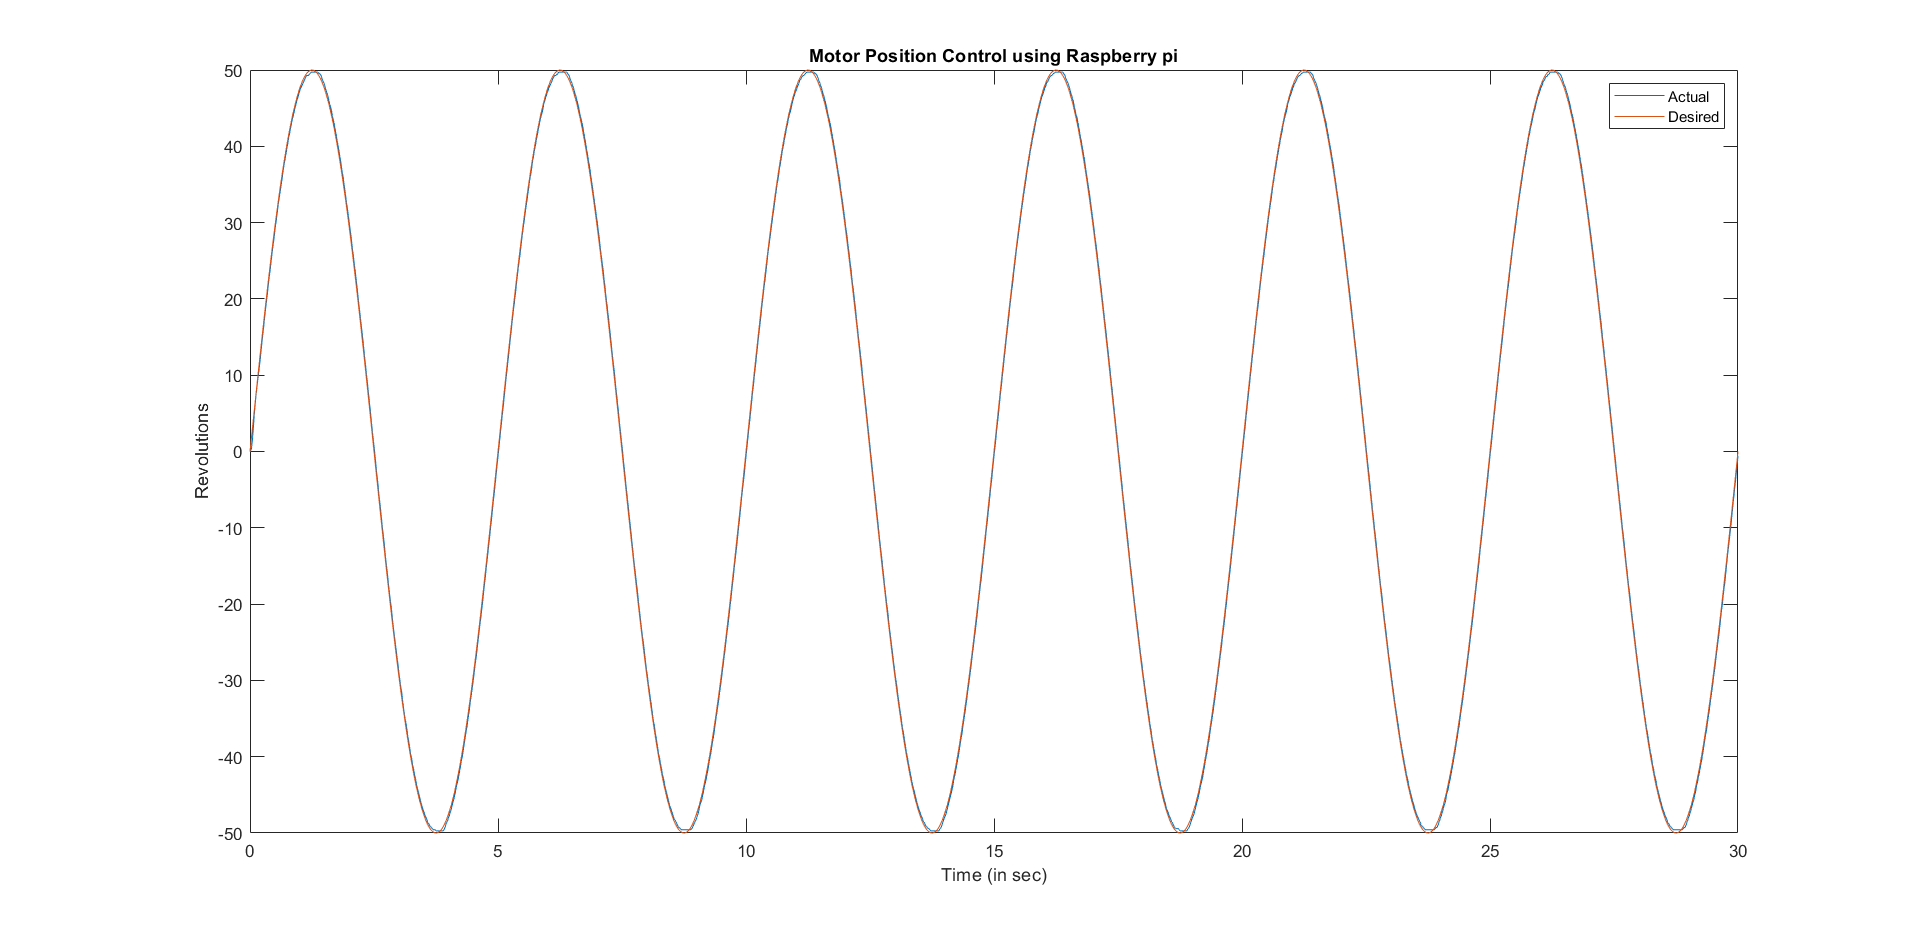 Motor Position Control using Raspberry pi
Actual
Desired
50
40
30
20
10
0
-10
-20
-30
-40
-50
Revolutions
0 5 10 15 20 25 30
Time (in sec)